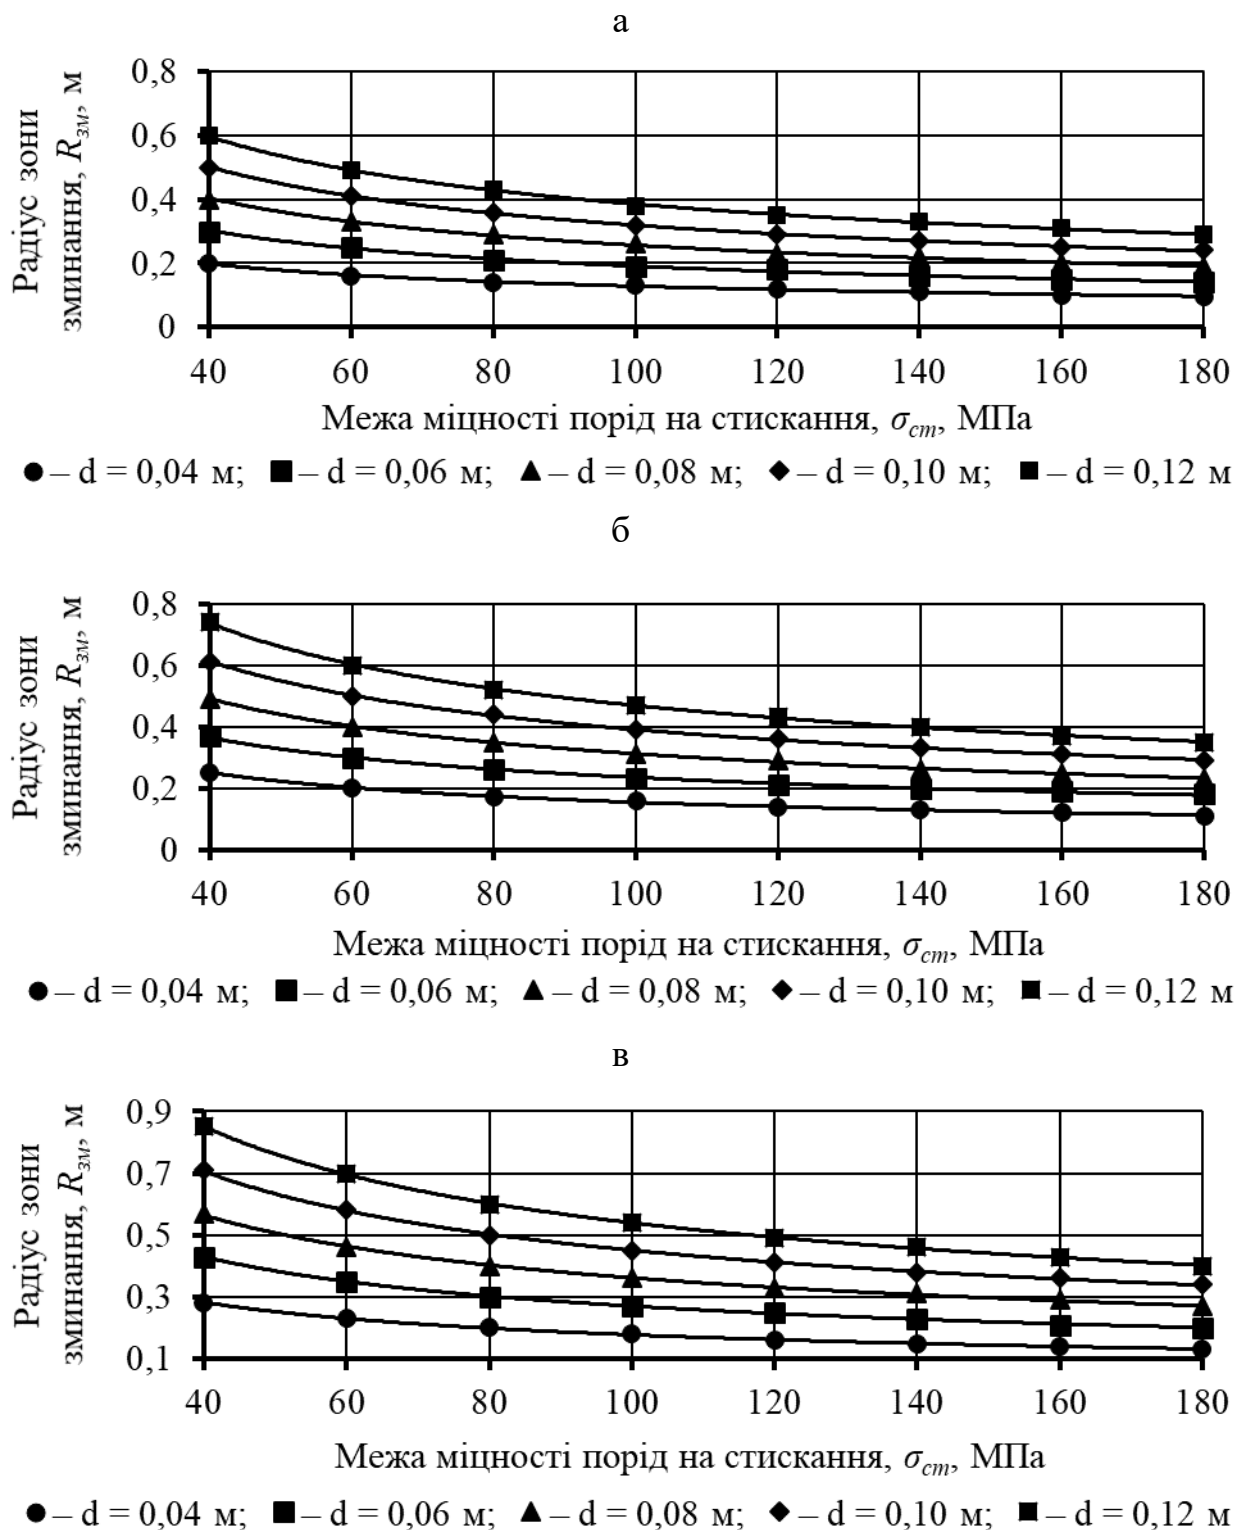 а
Радіус зони
зминання, Rзм, м
0,8
0,6
0,4
0,2
0
40 60 80 100 120 140 160 180
Межа міцності порід на стискання, σст, МПа
– d = 0,04 м; – d = 0,06 м; – d = 0,08 м; – d = 0,10 м; – d = 0,12 м
б
Радіус зони
зминання, Rзм, м
0,8
0,6
0,4
0,2
0
40 60 80 100 120 140 160 180
Межа міцності порід на стискання, σст, МПа
– d = 0,04 м; – d = 0,06 м; – d = 0,08 м; – d = 0,10 м; – d = 0,12 м
в
Радіус зони
зминання, Rзм, м
0,9
0,7
0,5
0,3
0,1
40 60 80 100 120 140 160 180
Межа міцності порід на стискання, σст, МПа
– d = 0,04 м; – d = 0,06 м; – d = 0,08 м; – d = 0,10 м; – d = 0,12 м